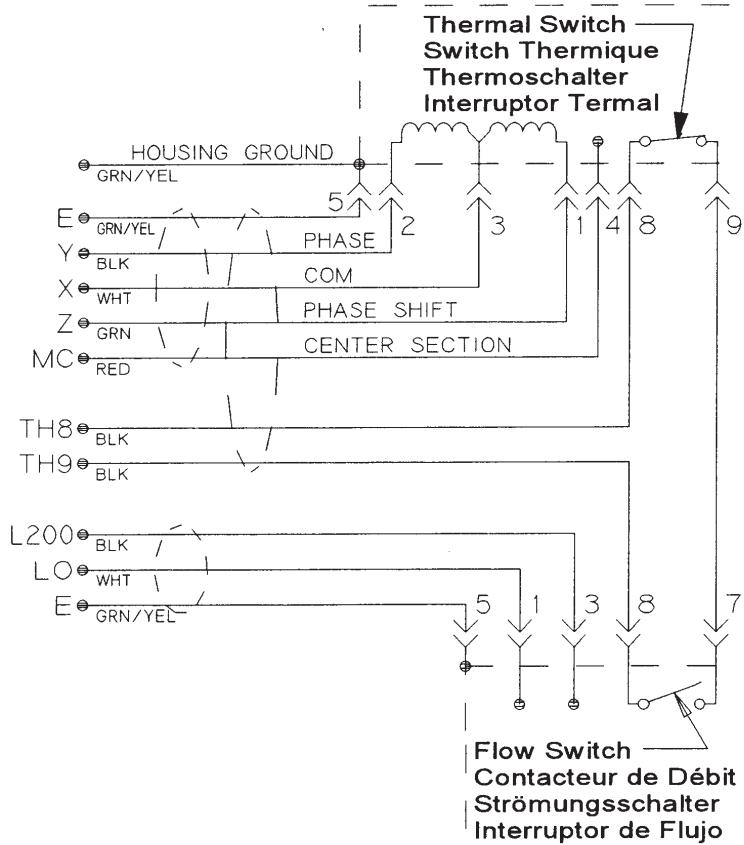 Thermal Switch
Switch Thermique
Thermoschalter
Interruptor Termal
HOUSING GROUND
GRN/YEL
E GRN/YEL 5 2 3 1 4 8 9
Y BLK PHASE
X WHT COM
Z GRN PHASE SHIFT
MC RED CENTER SECTION
TH8 BLK
TH9 BLK
L200 BLK
LO WHT
E GRN/YEL 5 1 3 8 7
Flow Switch
Contacteur de Débit
Strömungsschalter
Interruptor de Flujo